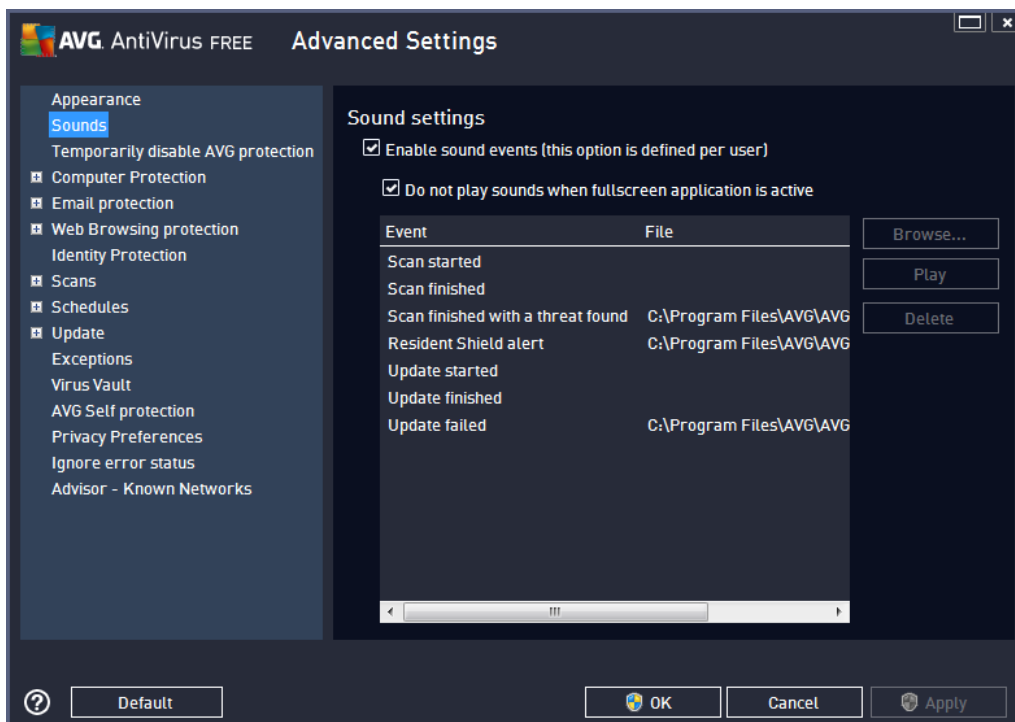 AVG. AntiVirus FREE Advanced Settings
Appearance
Sounds
Temporarily disable AVG protection
Computer Protection
Email protection
Web Browsing protection
Identity Protection
Scans
Schedules
Update
Exceptions
Virus Vault
AVG Self protection
Privacy Preferences
Ignore error status
Advisor - Known Networks
Sound settings
Enable sound events (this option is defined per user)
Do not play sounds when fullscreen application is active
Event File
Scan started
Scan finished
Scan finished with a threat found C:\Program Files\AVG\AVG
Resident Shield alert C:\Program Files\AVG\AVG
Update started
Update finished
Update failed C:\Program Files\AVG\AVG
Browse...
Play
Delete
Default
OK
Cancel
Apply